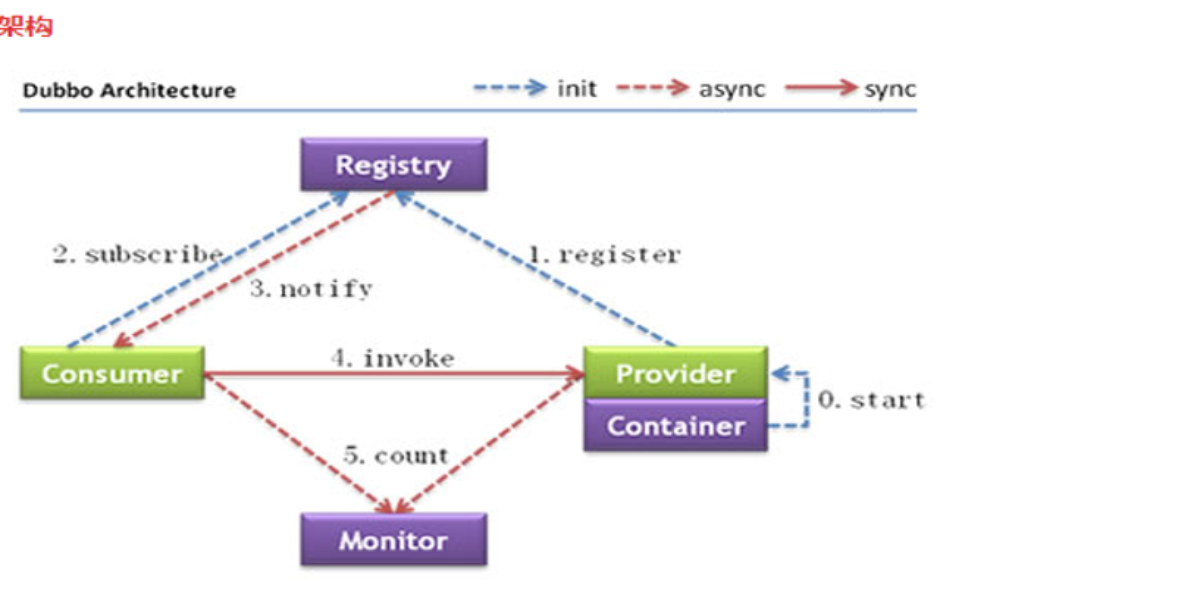 架构
Dubbo Architecture
init
async
sync
Registry
2. subscribe
1. register
3. notify
4. invoke
Consumer
Provider
0. start
Container
5. count
Monitor